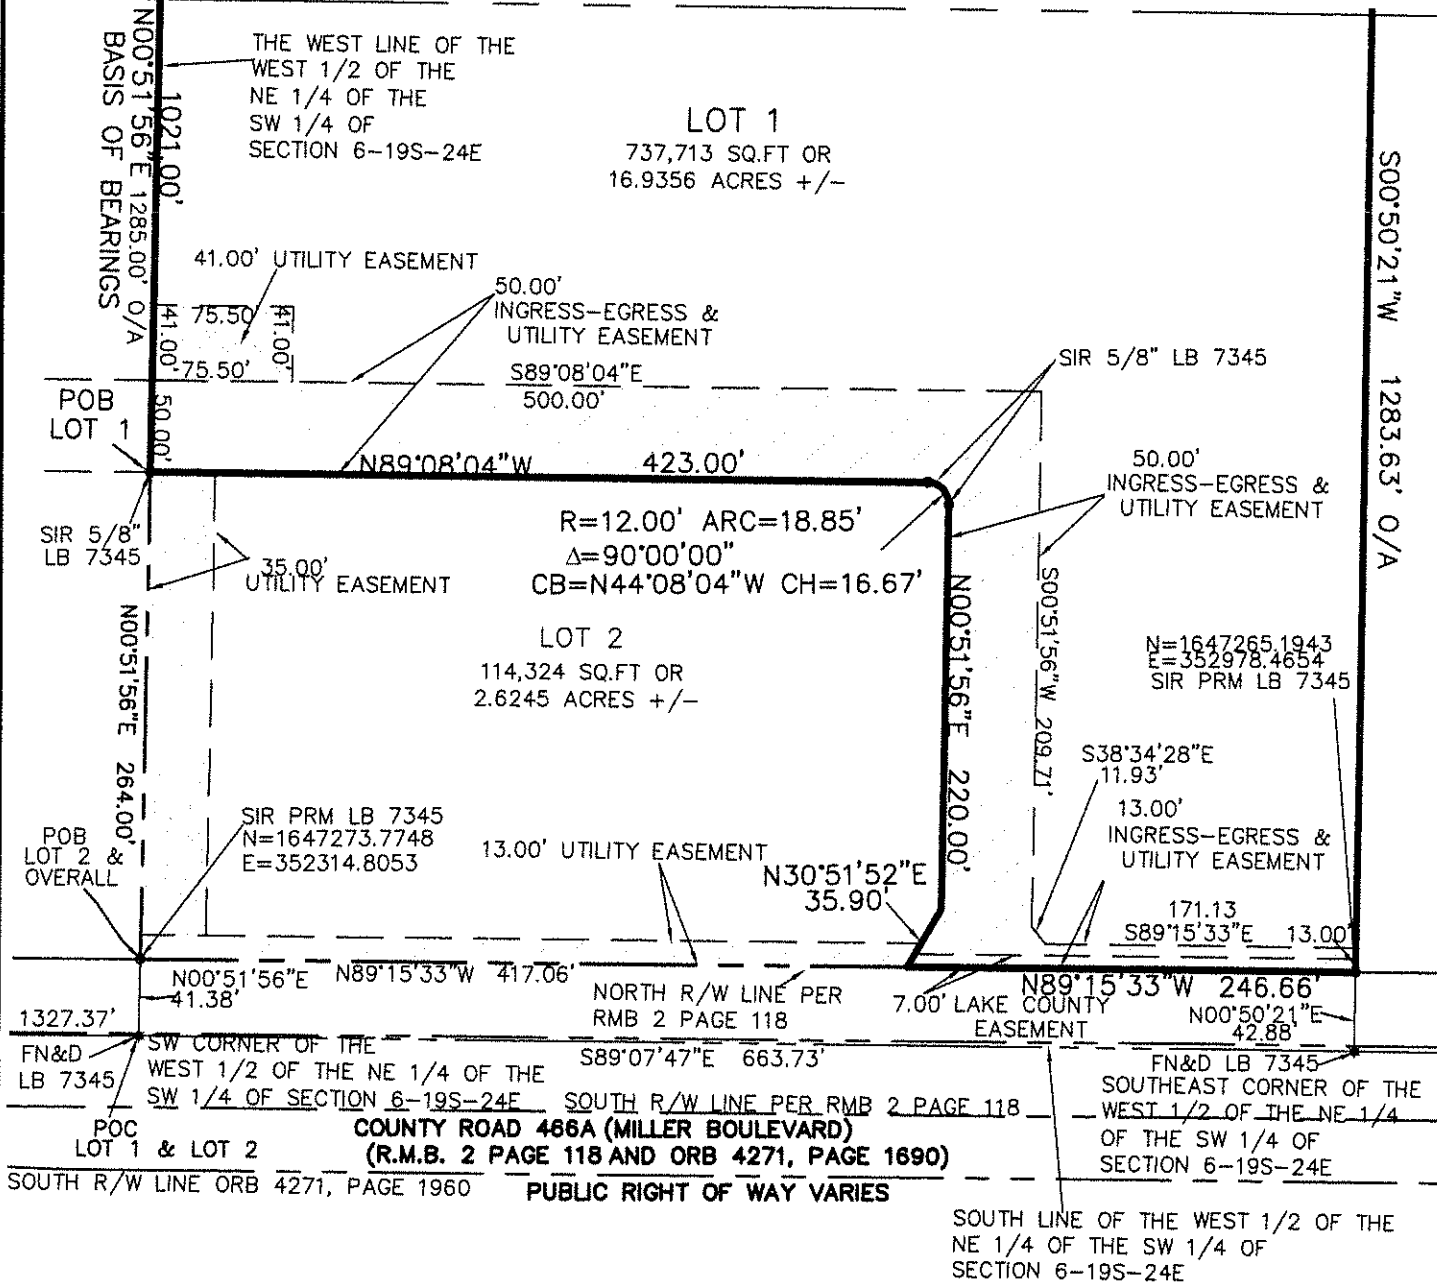 N00°51'56"E 1285.00' O/A
BASIS OF BEARINGS
1021.00'
THE WEST LINE OF THE
WEST 1/2 OF THE
NE 1/4 OF THE
SW 1/4 OF
SECTION 6-19S-24E
LOT 1
737,713 SQ.FT OR
16.9356 ACRES +/-
S00°50'21"W 1283.63' O/A
41.00' UTILITY EASEMENT
50.00'
INGRESS-EGRESS &
UTILITY EASEMENT
41.00'
75.50'
41.00'
75.50'
S89°08'04"E
500.00'
SIR 5/8" LB 7345
POB
LOT 1
50.00'
N89°08'04"W 423.00'
50.00'
INGRESS-EGRESS &
UTILITY EASEMENT
SIR 5/8"
LB 7345
35.00'
UTILITY EASEMENT
R=12.00' ARC=18.85'
Δ=90°00'00"
CB=N44°08'04"W CH=16.67'
N00°51'56"E 264.00'
LOT 2
114,324 SQ.FT OR
2.6245 ACRES +/-
N00°51'56"E 220.00'
S00°51'56"W 209.71'
N=1647265.1943
E=352978.4654
SIR PRM LB 7345
S38°34'28"E
11.93'
13.00'
INGRESS-EGRESS &
UTILITY EASEMENT
POB
LOT 2 &
OVERALL
SIR PRM LB 7345
N=1647273.7748
E=352314.8053
13.00' UTILITY EASEMENT
N30°51'52"E
35.90'
171.13
S89°15'33"E 13.00'
N00°51'56"E
41.38'
N89°15'33"W 417.06'
NORTH R/W LINE PER
RMB 2 PAGE 118
7.00' LAKE COUNTY
EASEMENT
N89°15'33"W 246.66'
N00°50'21"E
42.88'
1327.37'
FN&D
LB 7345
SW CORNER OF THE
WEST 1/2 OF THE NE 1/4 OF THE
SW 1/4 OF SECTION 6-19S-24E
S89°07'47"E 663.73'
FN&D LB 7345
SOUTHEAST CORNER OF THE
WEST 1/2 OF THE NE 1/4
OF THE SW 1/4 OF
SECTION 6-19S-24E
SOUTH R/W LINE PER RMB 2 PAGE 118
POC
LOT 1 & LOT 2
COUNTY ROAD 466A (MILLER BOULEVARD)
(R.M.B. 2 PAGE 118 AND ORB 4271, PAGE 1690)
SOUTH R/W LINE ORB 4271, PAGE 1960
PUBLIC RIGHT OF WAY VARIES
SOUTH LINE OF THE WEST 1/2 OF THE
NE 1/4 OF THE SW 1/4 OF
SECTION 6-19S-24E